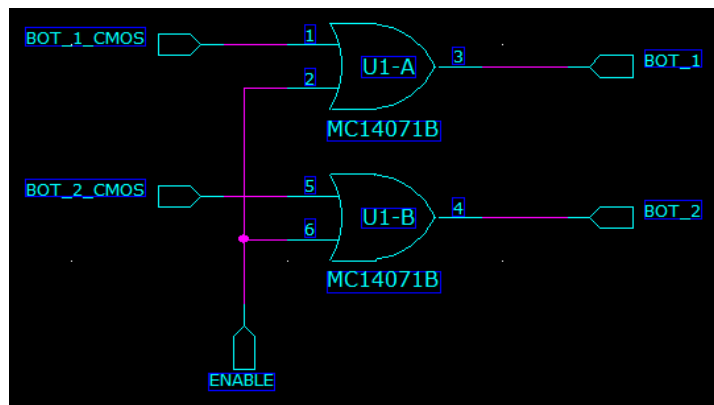 BOT_1_CMOS
1
2
U1-A
3
BOT_1
MC14071B
BOT_2_CMOS
5
6
U1-B
4
BOT_2
MC14071B
ENABLE